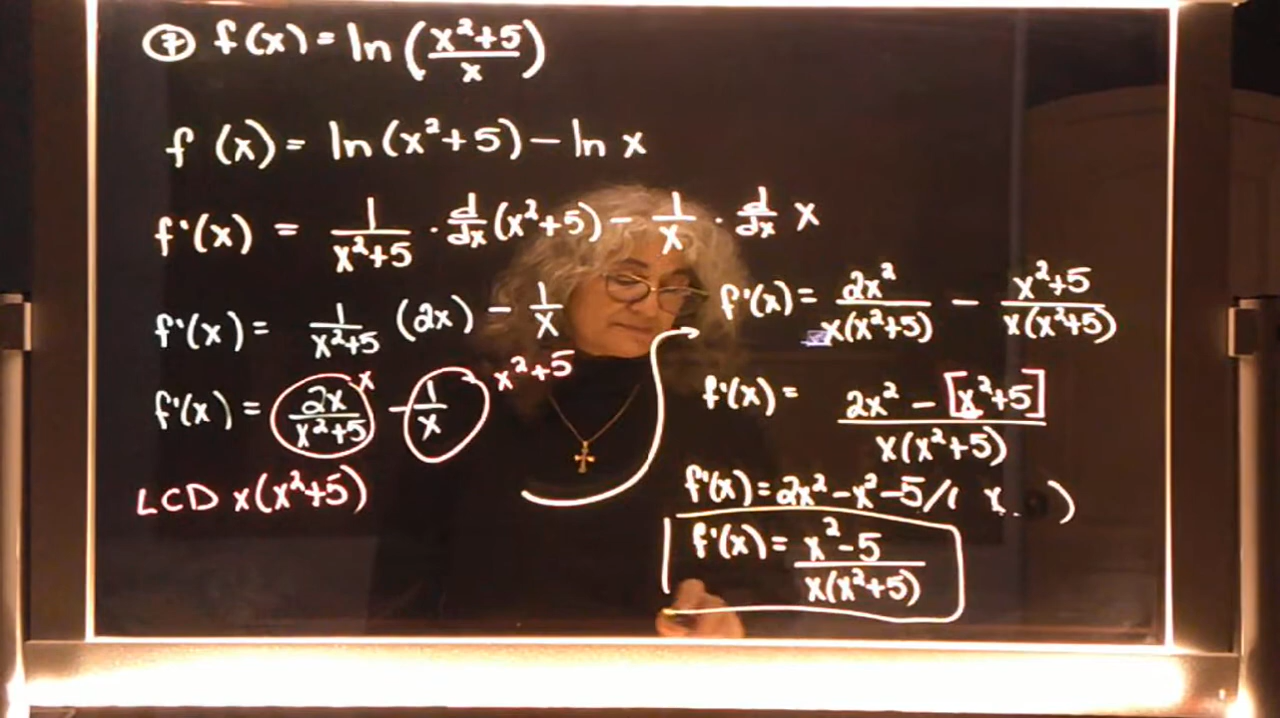 ⑦ f(x) = ln ((x²+5)/x)
f (x) = ln (x²+5) – ln x
f'(x) = 1/(x²+5) · d/dx (x²+5) – 1/x · d/dx x
f'(x) = 1/(x²+5) (2x) – 1/x
f'(x) = 2x/(x²+5) x – 1/x · x²+5
LCD x(x²+5)
f'(x) = 2x²/(x(x²+5)) – (x²+5)/(x(x²+5))
f'(x) = (2x² – [x²+5])/(x(x²+5))
f'(x) = 2x² – x² – 5 / ( x )
f'(x) = (x² – 5)/(x(x²+5))